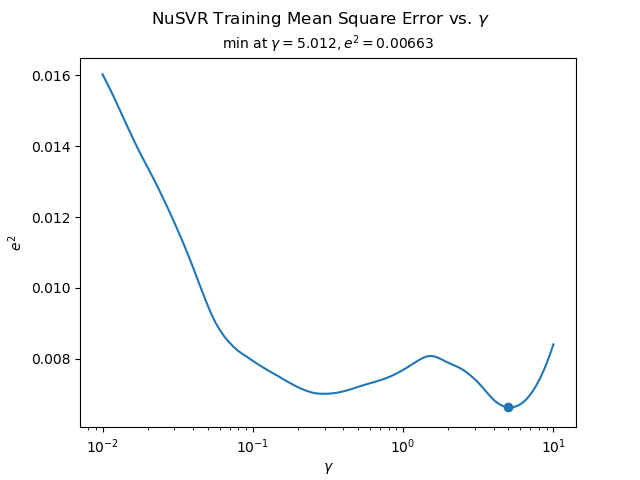 NuSVR Training Mean Square Error vs. γ
min at γ = 5.012, e² = 0.00663
0.016
0.014
0.012
0.010
0.008
e²
10⁻²
10⁻¹
10⁰
10¹
γ